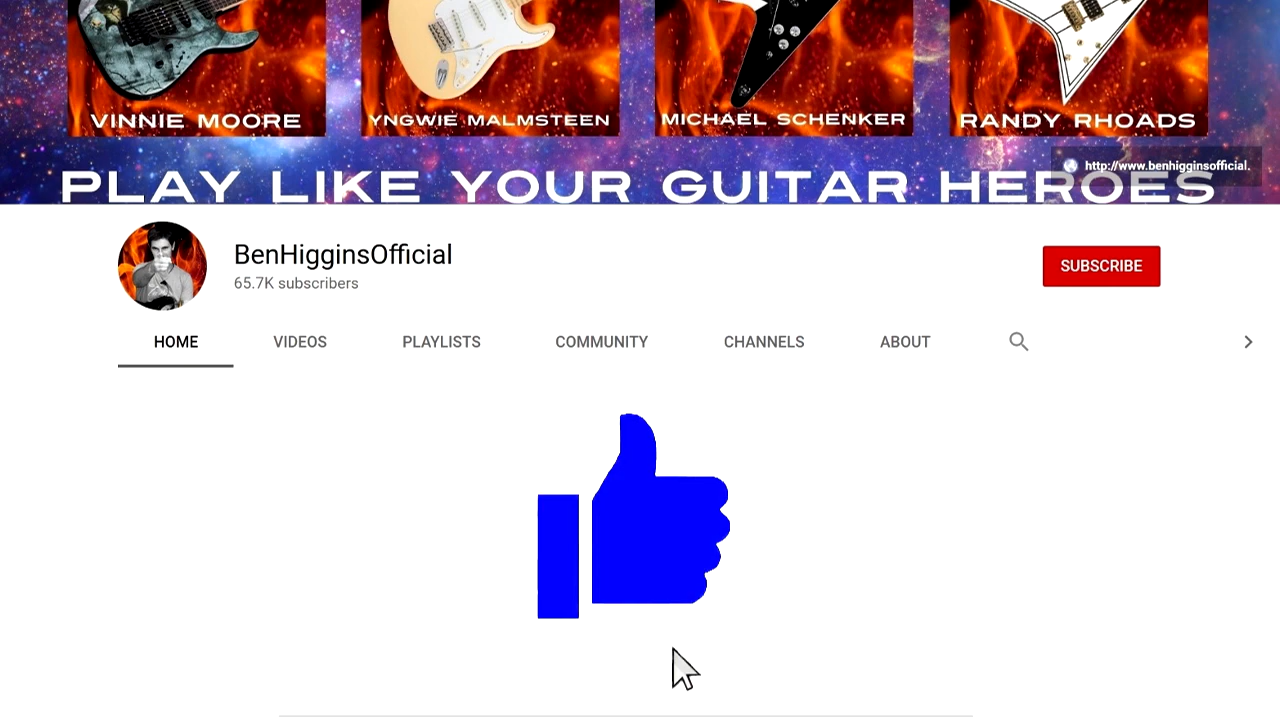 VINNIE MOORE
YNGWIE MALMSTEEN
MICHAEL SCHENKER
RANDY RHOADS
http://www.benhigginsofficial.
PLAY LIKE YOUR GUITAR HEROES
BenHigginsOfficial
65.7K subscribers
SUBSCRIBE
HOME VIDEOS PLAYLISTS COMMUNITY CHANNELS ABOUT